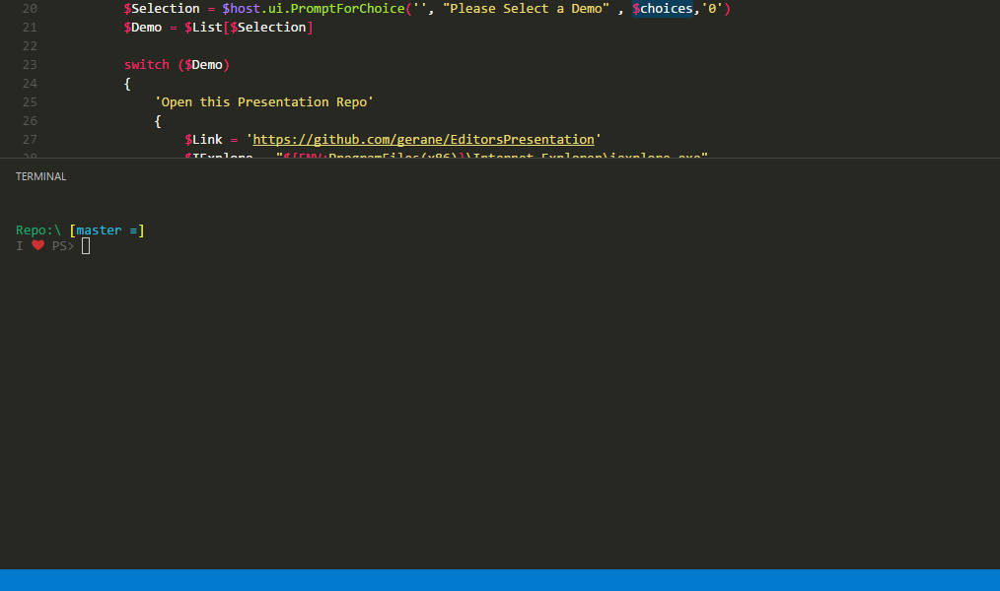 20 $Selection = $host.ui.PromptForChoice('', "Please Select a Demo" , $choices,'0')
21 $Demo = $List[$Selection]
22
23 switch ($Demo)
24 {
25 'Open this Presentation Repo'
26 {
27 $Link = 'https://github.com/gerane/EditorsPresentation'
28 $IExplore = "${ENV:ProgramFiles(x86)}\Internet Explorer\iexplore.exe"
TERMINAL
Repo:\ [master ≡]
I ❤ PS>